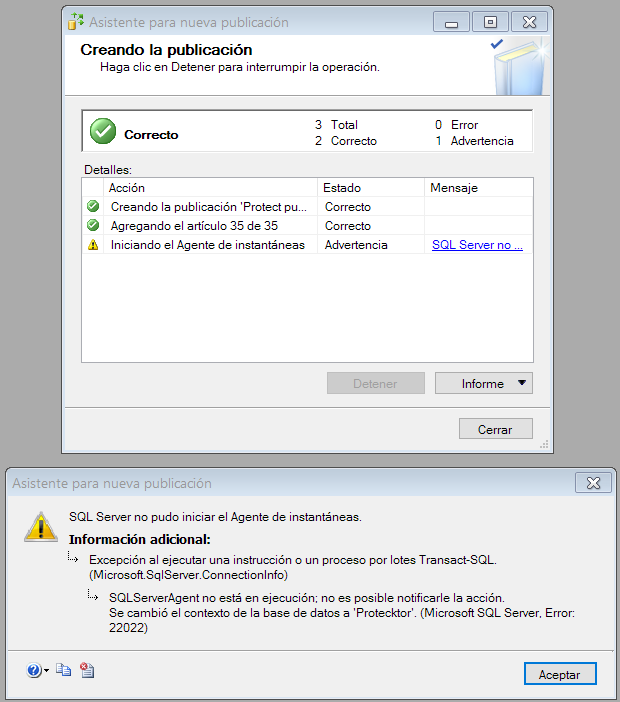 Asistente para nueva publicación
Creando la publicación
Haga clic en Detener para interrumpir la operación.
Correcto
3 Total
0 Error
2 Correcto
1 Advertencia
Detalles:
Acción Estado Mensaje
Creando la publicación 'Protect pu... Correcto
Agregando el artículo 35 de 35 Correcto
Iniciando el Agente de instantáneas Advertencia SQL Server no ...
Detener
Informe
Cerrar
Asistente para nueva publicación
SQL Server no pudo iniciar el Agente de instantáneas.
Información adicional:
Excepción al ejecutar una instrucción o un proceso por lotes Transact-SQL.
(Microsoft.SqlServer.ConnectionInfo)
SQLServerAgent no está en ejecución; no es posible notificarle la acción.
Se cambió el contexto de la base de datos a 'Protecktor'. (Microsoft SQL Server, Error:
22022)
Aceptar